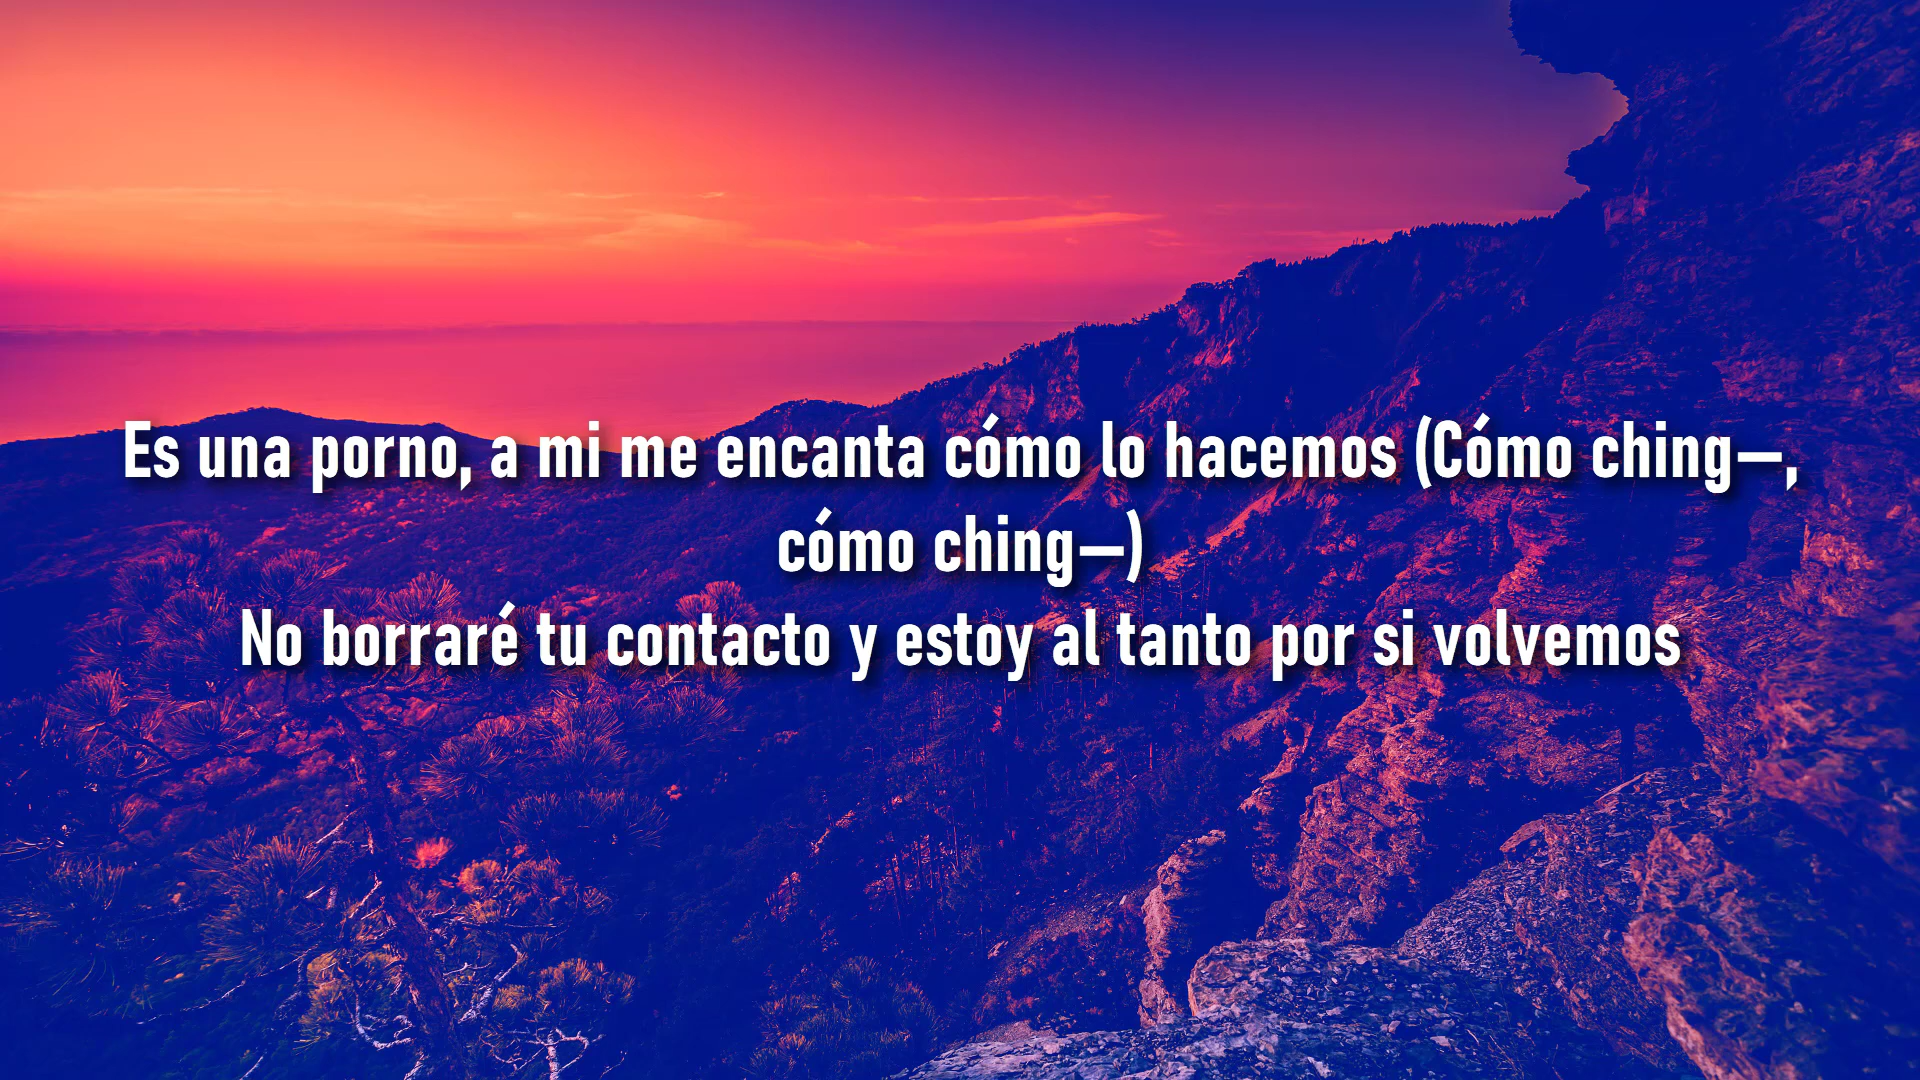 Es una porno, a mi me encanta cómo lo hacemos (Cómo ching—,
cómo ching—)
No borraré tu contacto y estoy al tanto por si volvemos